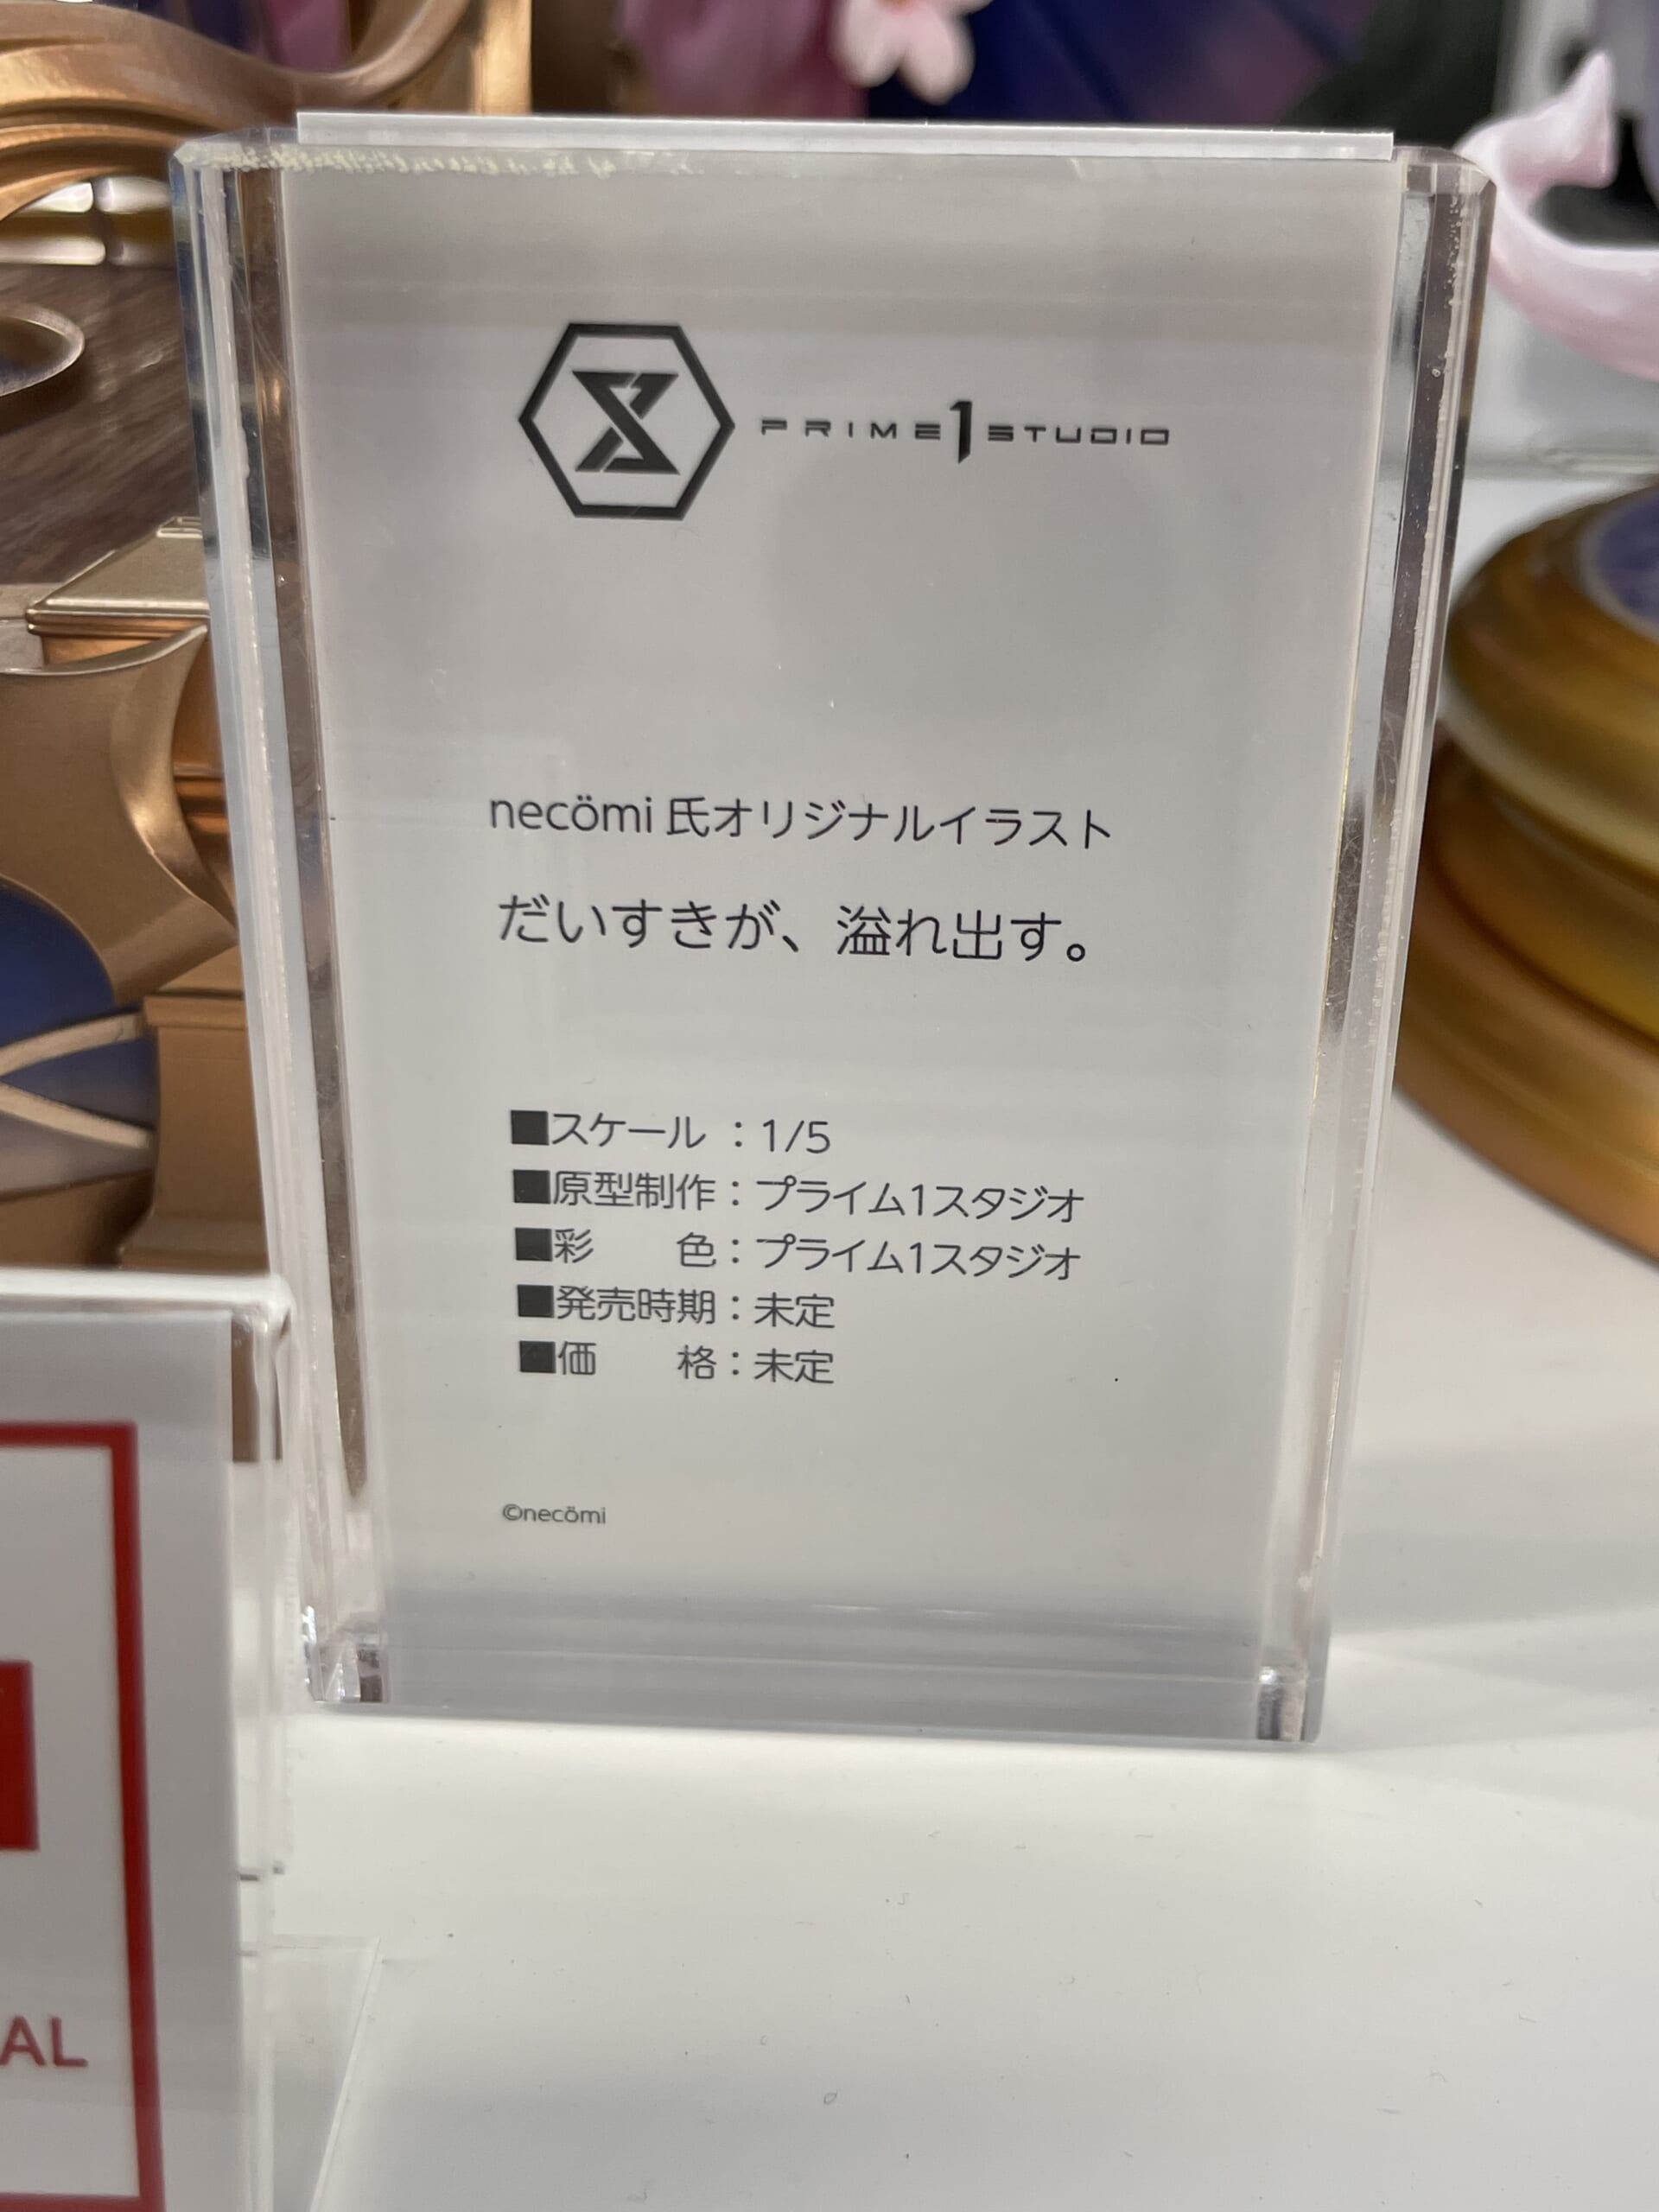 PRIME 1 STUDIO
necömi 氏オリジナルイラスト
だいすきが、溢れ出す。
■スケール：1/5
■原型制作：プライム1スタジオ
■彩　　色：プライム1スタジオ
■発売時期：未定
■価　　格：未定
©necömi
AL